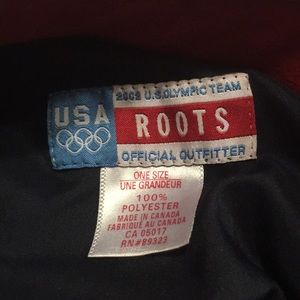 2002 U.S. OLYMPIC TEAM
USA
ROOTS
OFFICIAL OUTFITTER
ONE SIZE
UNE GRANDEUR
100%
POLYESTER
MADE IN CANADA
FABRIQUÉ AU CANADA
CA 05017
RN#89323